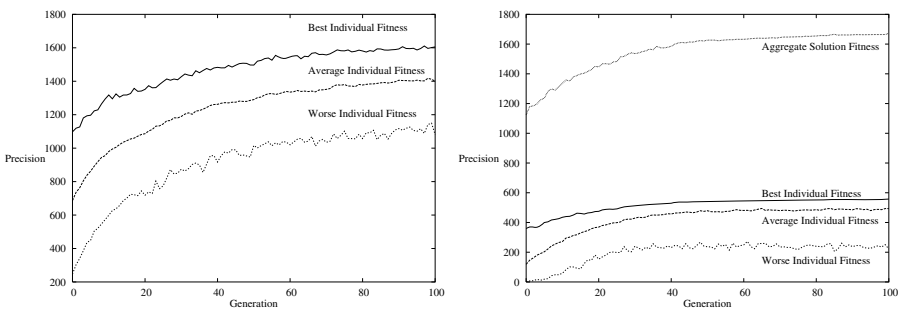 1800
1600
1400
1200
1000
800
600
400
200
Precision
Best Individual Fitness
Average Individual Fitness
Worse Individual Fitness
0 20 40 60 80 100
Generation
1800
1600
1400
1200
1000
800
600
400
200
0
Precision
Aggregate Solution Fitness
Best Individual Fitness
Average Individual Fitness
Worse Individual Fitness
0 20 40 60 80 100
Generation